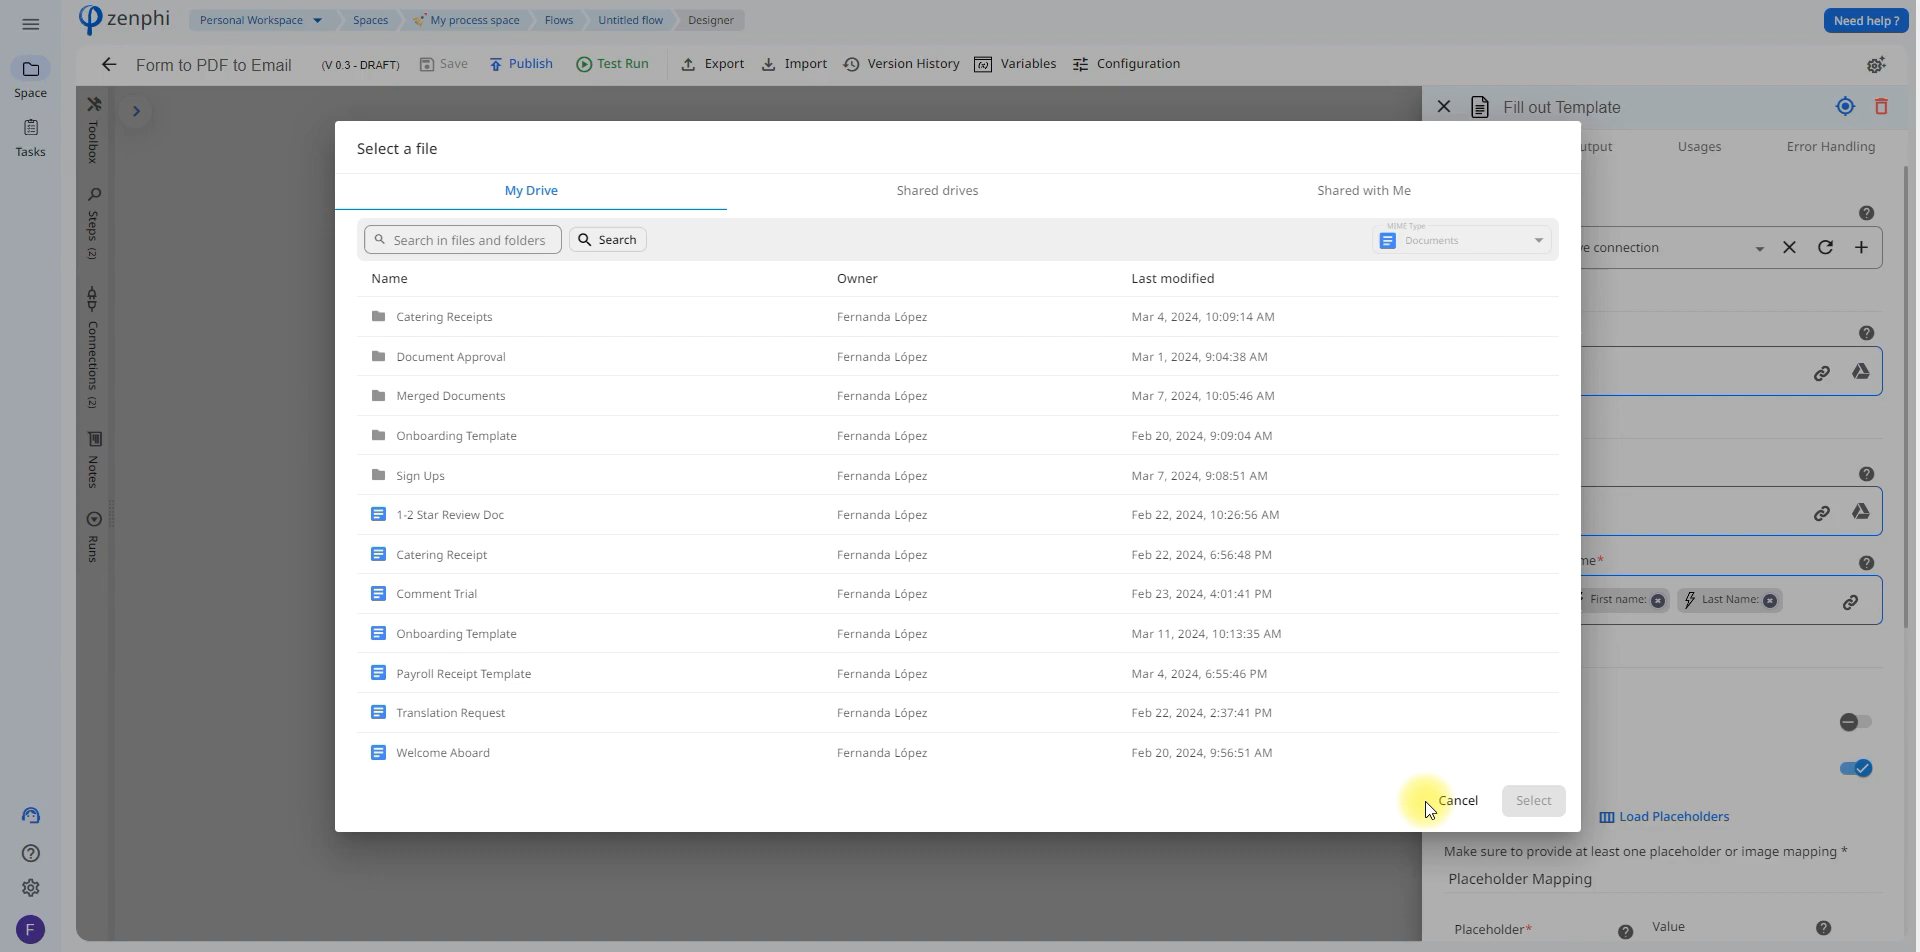 zenphi
Personal Workspace
Spaces
My process space
Flows
Untitled flow
Designer
Need help ?
Form to PDF to Email
(V 0.3 - DRAFT)
Save
Publish
Test Run
Export
Import
Version History
Variables
Configuration
Space
Tasks
Toolbox
Steps (2)
Connections (2)
Notes
Runs
F
Fill out Template
utput
Usages
Error Handling
ve connection
me*
First name:
Last Name:
Load Placeholders
Make sure to provide at least one placeholder or image mapping *
Placeholder Mapping
Placeholder*
Value
Select a file
My Drive
Shared drives
Shared with Me
Search in files and folders
Search
MIME Type
Documents
Name Owner Last modified
Catering Receipts Fernanda López Mar 4, 2024, 10:09:14 AM
Document Approval Fernanda López Mar 1, 2024, 9:04:38 AM
Merged Documents Fernanda López Mar 7, 2024, 10:05:46 AM
Onboarding Template Fernanda López Feb 20, 2024, 9:09:04 AM
Sign Ups Fernanda López Mar 7, 2024, 9:08:51 AM
1-2 Star Review Doc Fernanda López Feb 22, 2024, 10:26:56 AM
Catering Receipt Fernanda López Feb 22, 2024, 6:56:48 PM
Comment Trial Fernanda López Feb 23, 2024, 4:01:41 PM
Onboarding Template Fernanda López Mar 11, 2024, 10:13:35 AM
Payroll Receipt Template Fernanda López Mar 4, 2024, 6:55:46 PM
Translation Request Fernanda López Feb 22, 2024, 2:37:41 PM
Welcome Aboard Fernanda López Feb 20, 2024, 9:56:51 AM
Cancel
Select